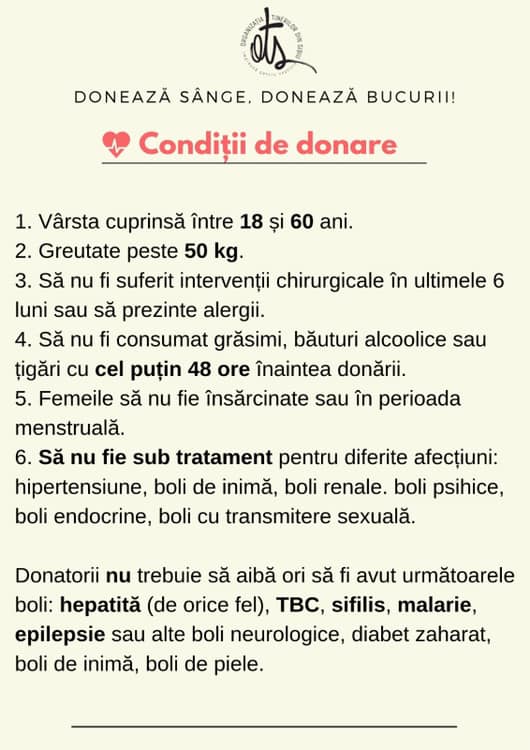 ORGANIZAȚIA TINERILOR DIN SIBIU
ots
DONEAZĂ SÂNGE, DONEAZĂ BUCURII!
Condiții de donare
1. Vârsta cuprinsă între 18 și 60 ani.
2. Greutate peste 50 kg.
3. Să nu fi suferit intervenții chirurgicale în ultimele 6
luni sau să prezinte alergii.
4. Să nu fi consumat grăsimi, băuturi alcoolice sau
țigări cu cel puțin 48 ore înaintea donării.
5. Femeile să nu fie însărcinate sau în perioada
menstruală.
6. Să nu fie sub tratament pentru diferite afecțiuni:
hipertensiune, boli de inimă, boli renale. boli psihice,
boli endocrine, boli cu transmitere sexuală.
Donatorii nu trebuie să aibă ori să fi avut următoarele
boli: hepatită (de orice fel), TBC, sifilis, malarie,
epilepsie sau alte boli neurologice, diabet zaharat,
boli de inimă, boli de piele.